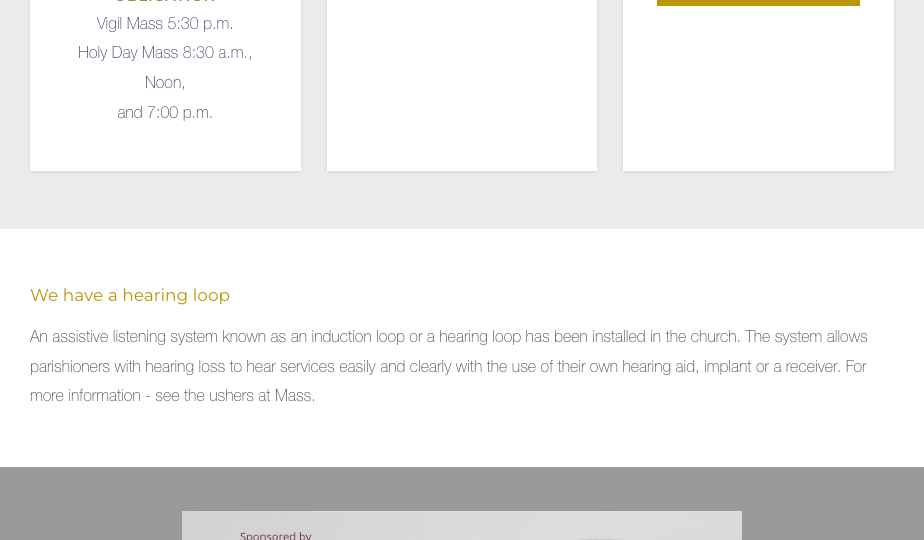 Vigil Mass 5:30 p.m.
Holy Day Mass 8:30 a.m.,
Noon,
and 7:00 p.m.
We have a hearing loop
An assistive listening system known as an induction loop or a hearing loop has been installed in the church. The system allows
parishioners with hearing loss to hear services easily and clearly with the use of their own hearing aid, implant or a receiver. For
more information - see the ushers at Mass.
Sponsored by